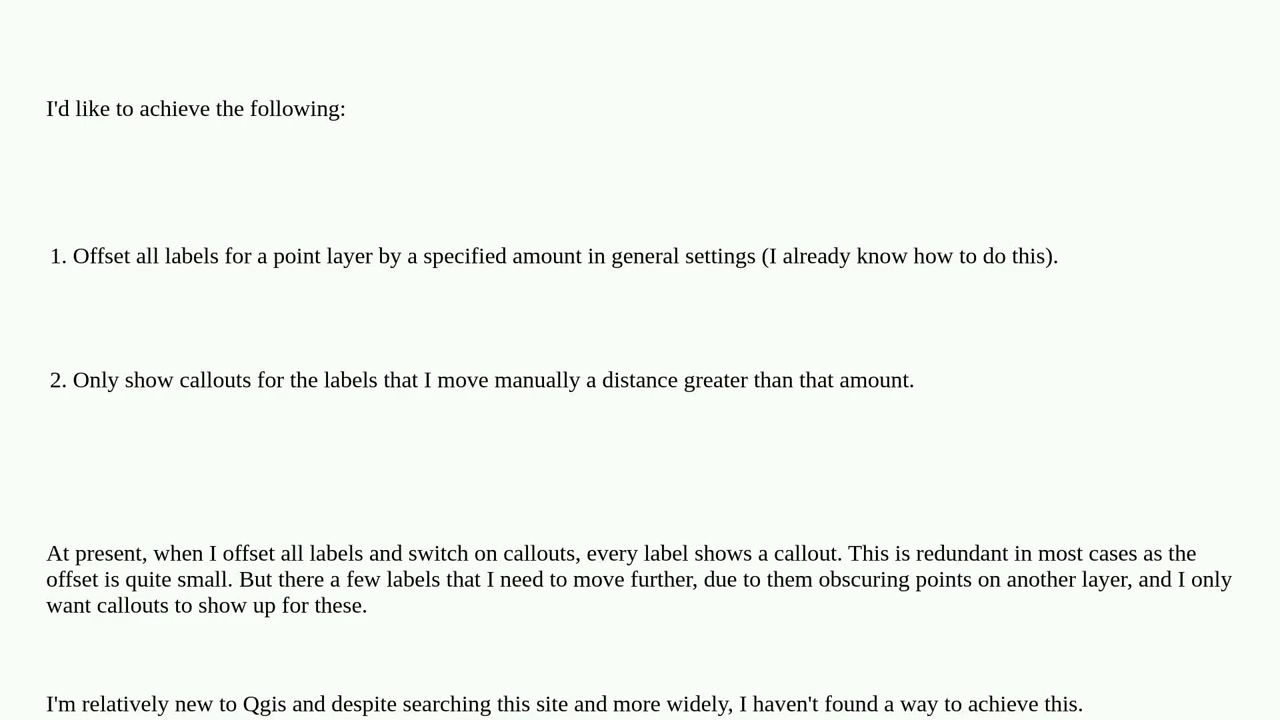 I'd like to achieve the following:
1. Offset all labels for a point layer by a specified amount in general settings (I already know how to do this).
2. Only show callouts for the labels that I move manually a distance greater than that amount.
At present, when I offset all labels and switch on callouts, every label shows a callout. This is redundant in most cases as the
offset is quite small. But there a few labels that I need to move further, due to them obscuring points on another layer, and I only
want callouts to show up for these.
I'm relatively new to Qgis and despite searching this site and more widely, I haven't found a way to achieve this.